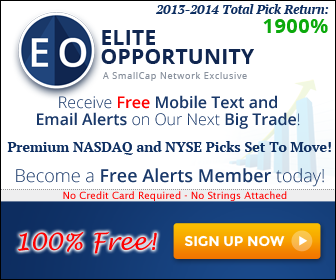 2013-2014 Total Pick Return:
1900%
EO
ELITE
OPPORTUNITY
A SmallCap Network Exclusive
Receive Free Mobile Text and
Email Alerts on Our Next Big Trade!
Premium NASDAQ and NYSE Picks Set To Move!
Become a Free Alerts Member today!
No Credit Card Required - No Strings Attached
100% Free!
SIGN UP NOW